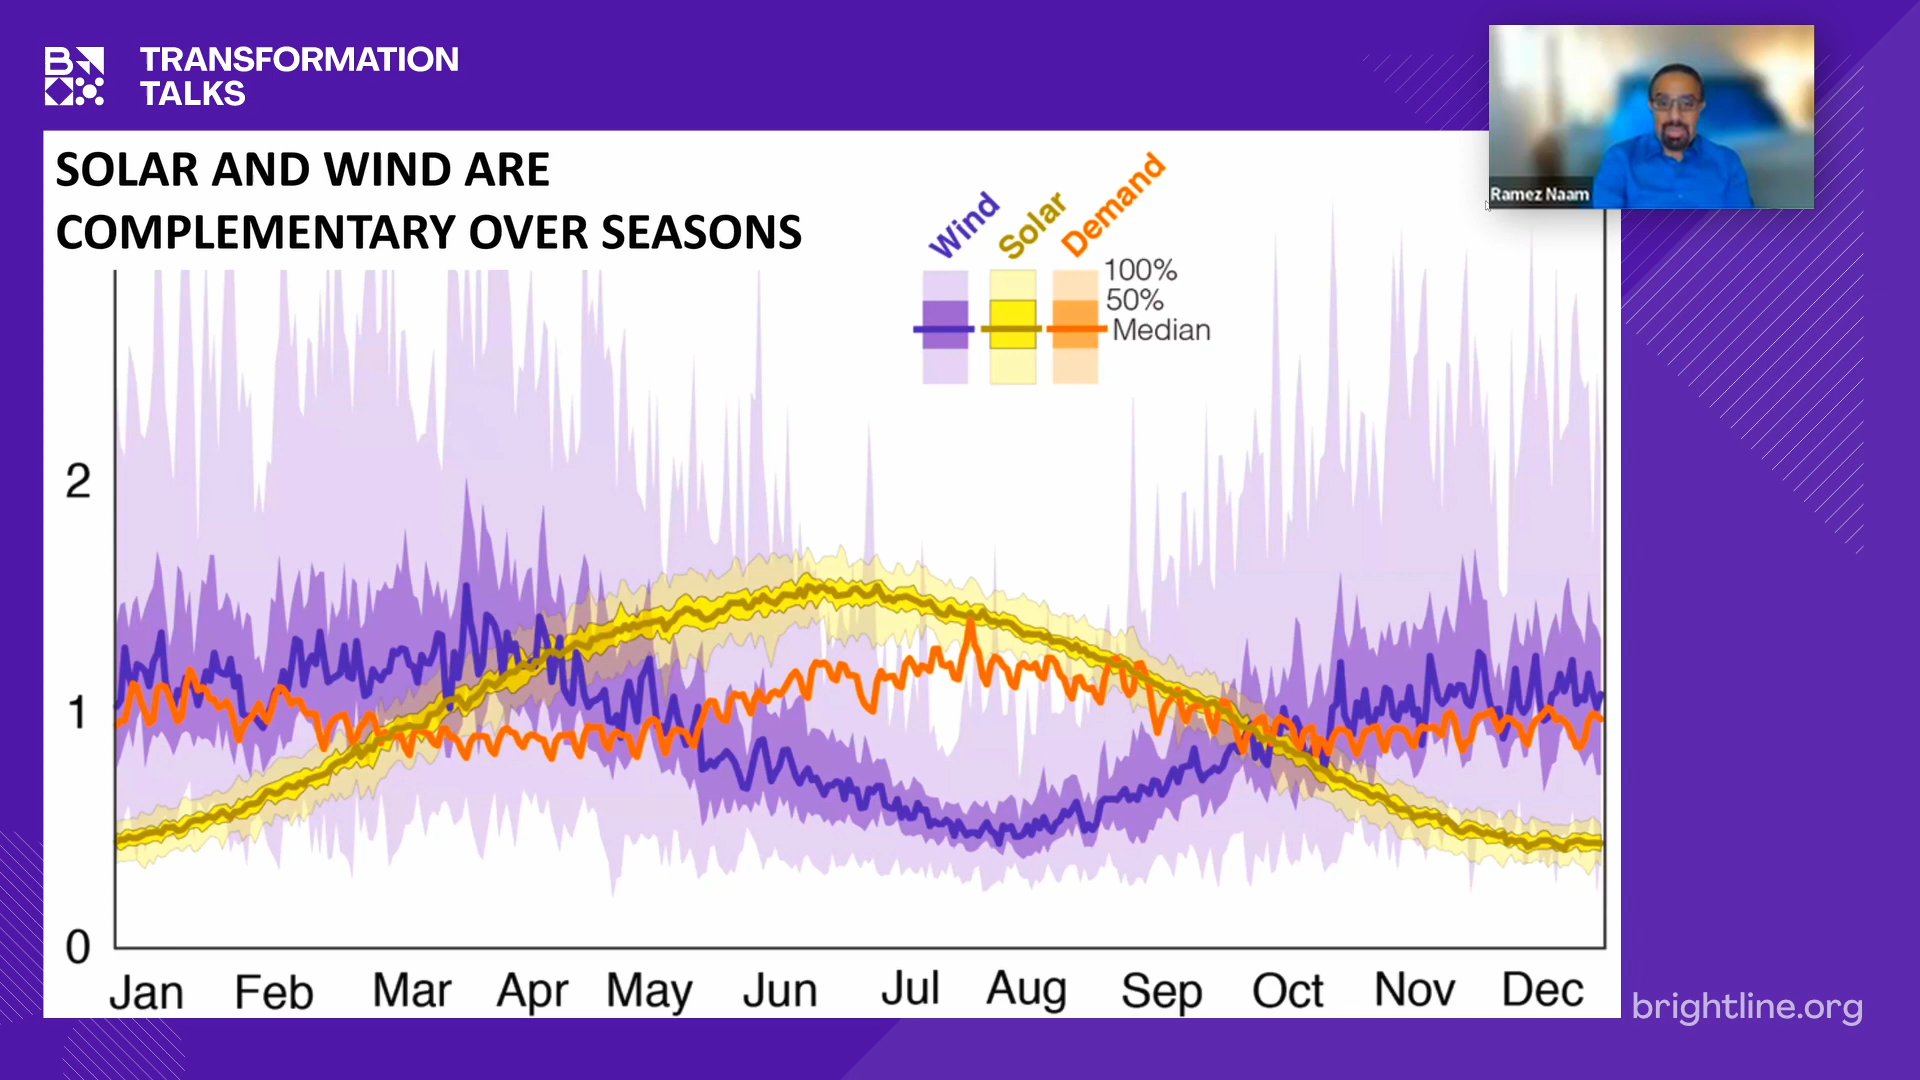 TRANSFORMATION
TALKS
Ramez Naam
SOLAR AND WIND ARE
COMPLEMENTARY OVER SEASONS
Wind Solar Demand
100%
50%
Median
2
1
0
Jan Feb Mar Apr May Jun Jul Aug Sep Oct Nov Dec
brightline.org